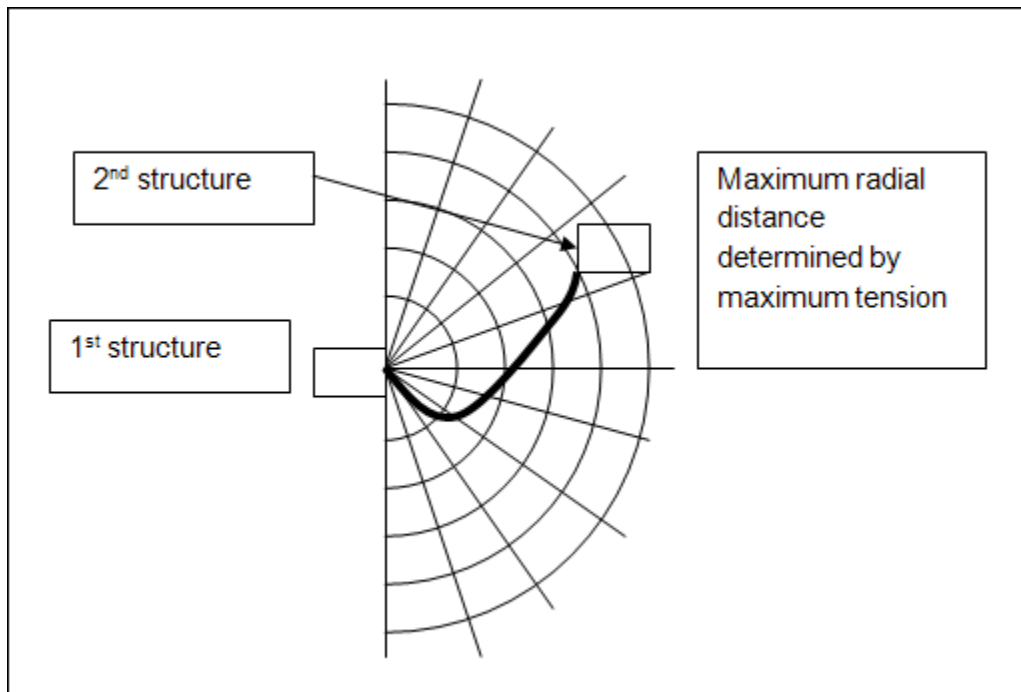 2nd structure
1st structure
Maximum radial
distance
determined by
maximum tension